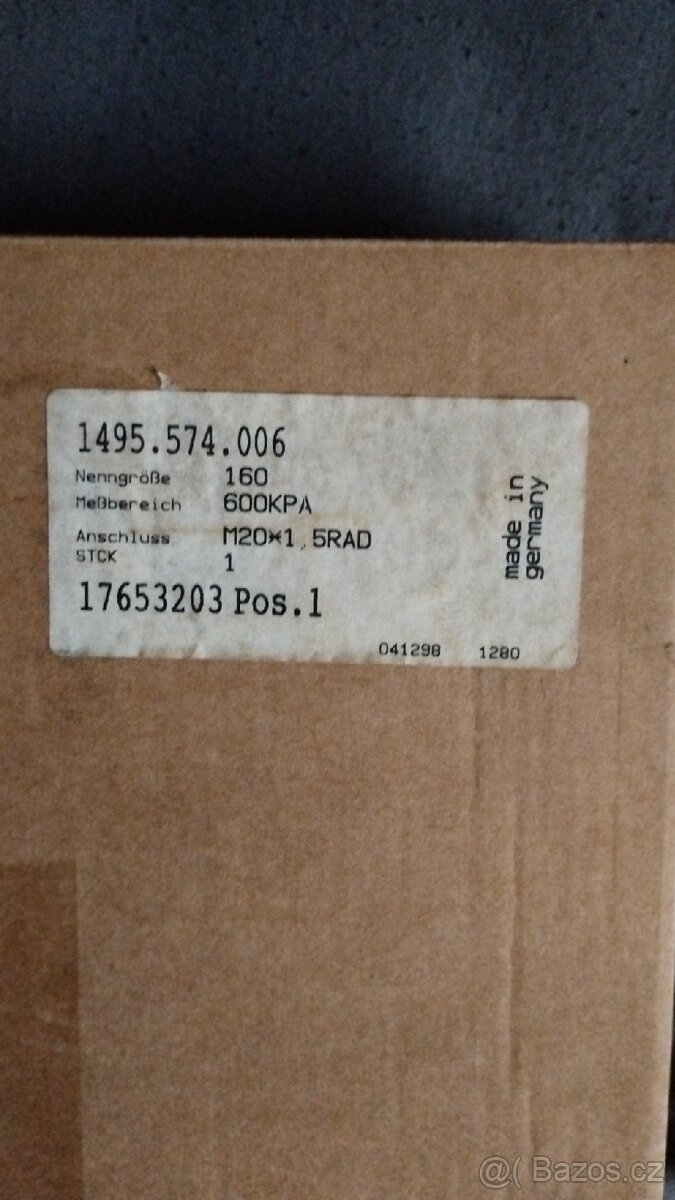 1495.574.006
Nenngröße 160
Meßbereich 600KPA
Anschluss M20*1,5RAD
STCK 1
17653203 Pos.1
041298 1280
made in
germany
@( Bazos.cz